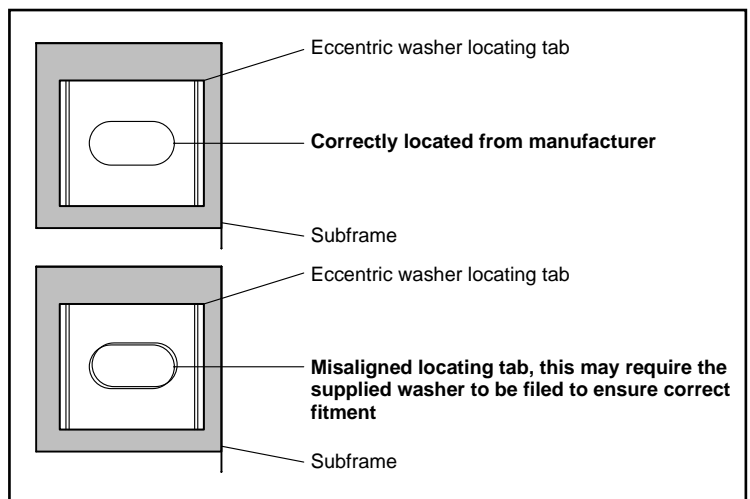 Eccentric washer locating tab
Correctly located from manufacturer
Subframe
Eccentric washer locating tab
Misaligned locating tab, this may require the
supplied washer to be filed to ensure correct
fitment
Subframe